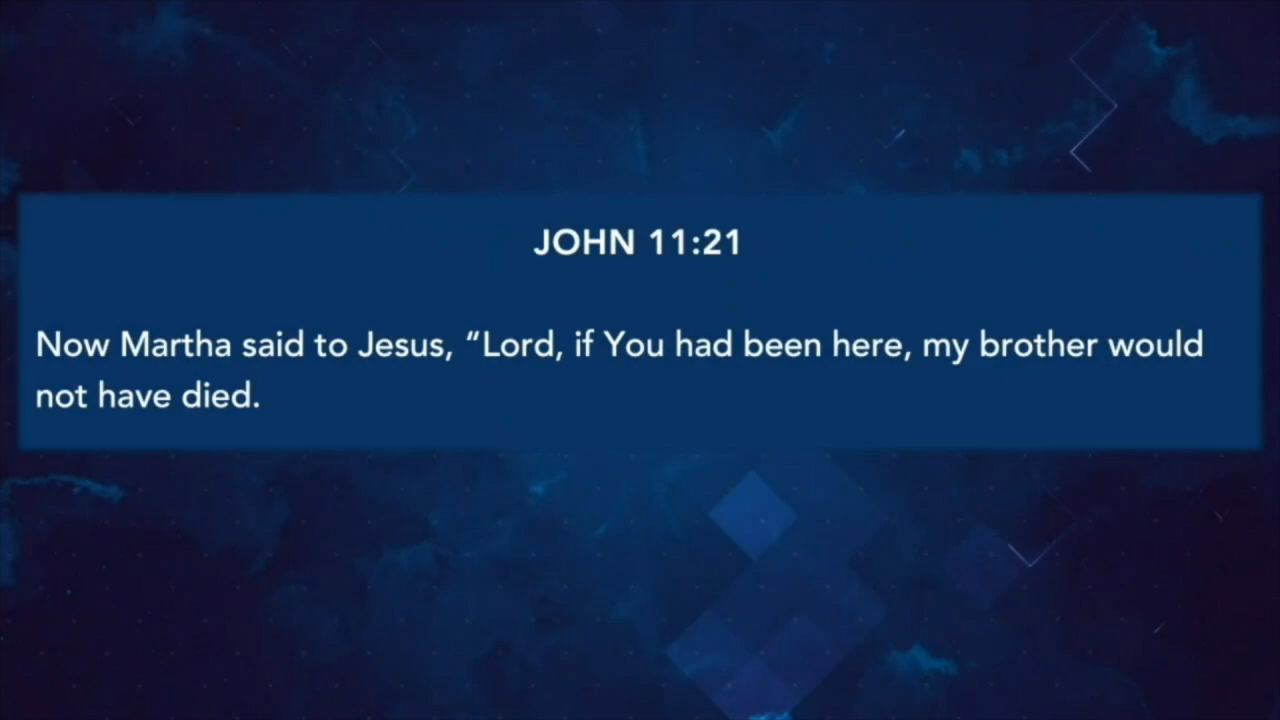 JOHN 11:21
Now Martha said to Jesus, “Lord, if You had been here, my brother would
not have died.